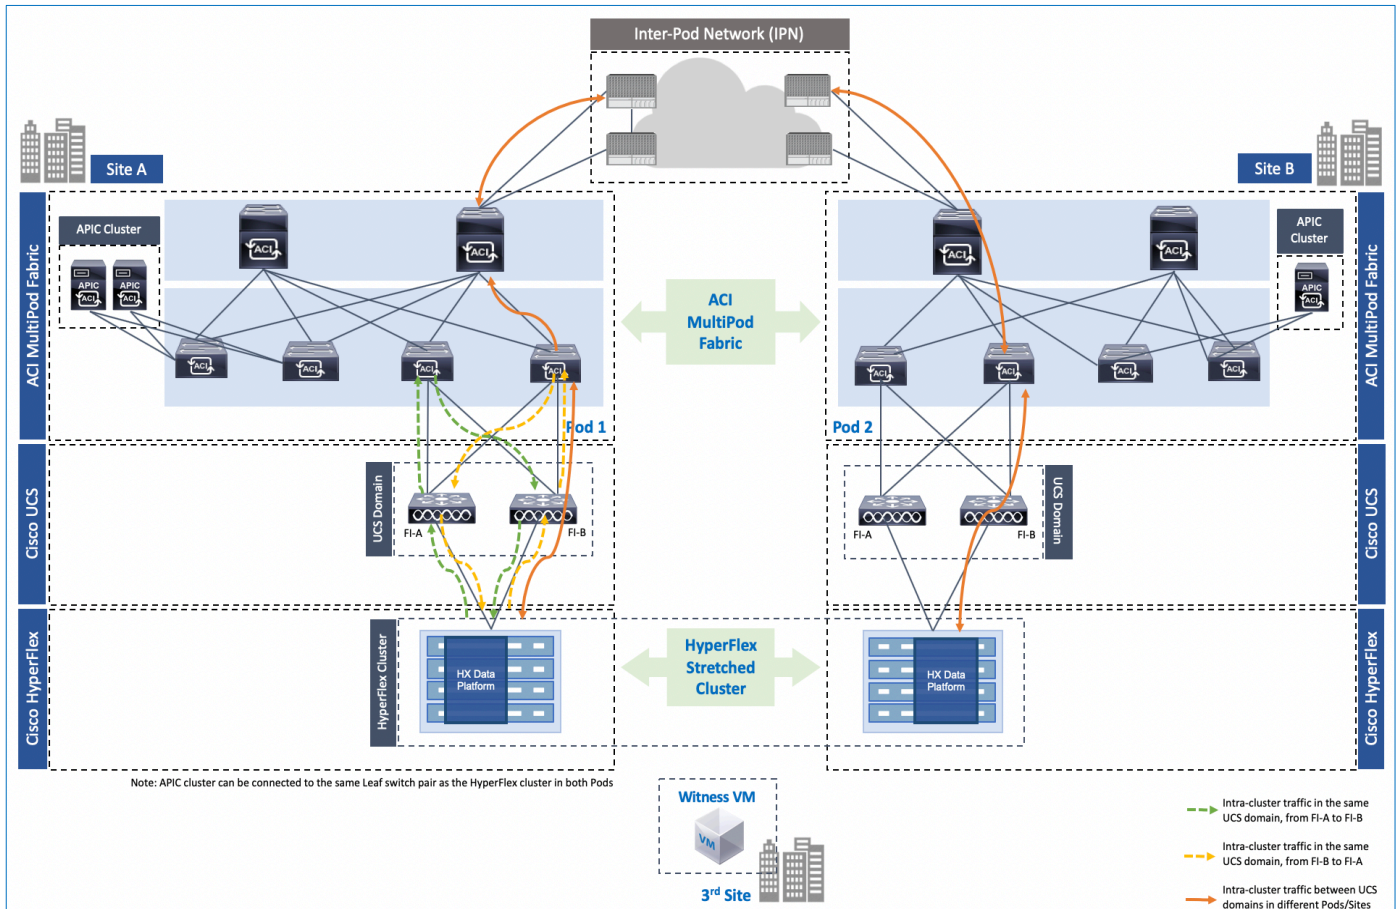 Inter-Pod Network (IPN)
Site A
Site B
ACI MultiPod Fabric
APIC Cluster
APIC
ACI
APIC
ACI
ACI
ACI
ACI
ACI
ACI
ACI
Pod 1
ACI
MultiPod
Fabric
ACI
ACI
ACI
ACI
ACI
ACI
Pod 2
APIC
Cluster
APIC
ACI
ACI MultiPod Fabric
Cisco UCS
UCS Domain
FI-A
FI-B
FI-A
FI-B
UCS Domain
Cisco UCS
Cisco HyperFlex
HyperFlex Cluster
HX Data
Platform
HyperFlex
Stretched
Cluster
HX Data
Platform
Cisco HyperFlex
Note: APIC cluster can be connected to the same Leaf switch pair as the HyperFlex cluster in both Pods
Witness VM
VM
3rd Site
Intra-cluster traffic in the same
UCS domain, from FI-A to FI-B
Intra-cluster traffic in the same
UCS domain, from FI-B to FI-A
Intra-cluster traffic between UCS
domains in different Pods/Sites